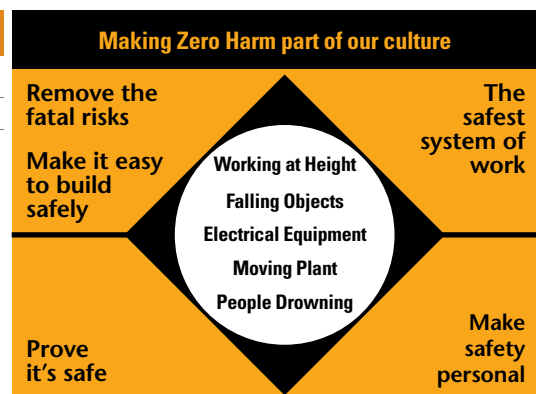 Making Zero Harm part of our culture
Remove the
fatal risks
Make it easy
to build
safely
The
safest
system of
work
Working at Height
Falling Objects
Electrical Equipment
Moving Plant
People Drowning
Prove
it's safe
Make
safety
personal